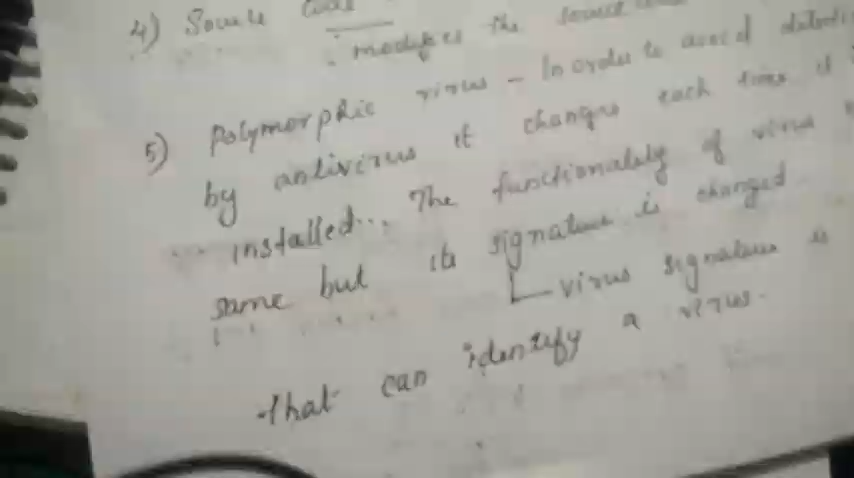 4) Source Code
: modifies the source
5) Polymorphic virus - In order to avoid
by antivirus it changes each time it
installed... The functionality of virus
same but its signature is changed.
virus signature is
that can identify a virus.